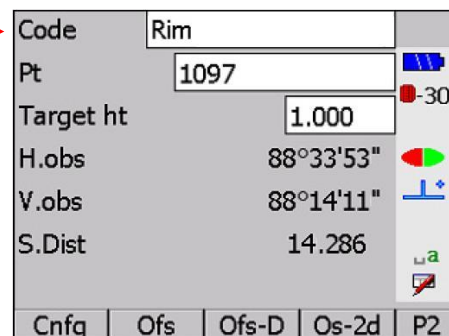 Code Rim
Pt 1097
-30
Target ht 1.000
H.obs 88°33'53"
V.obs 88°14'11"
S.Dist 14.286
a
Cnfg Ofs Ofs-D Os-2d P2